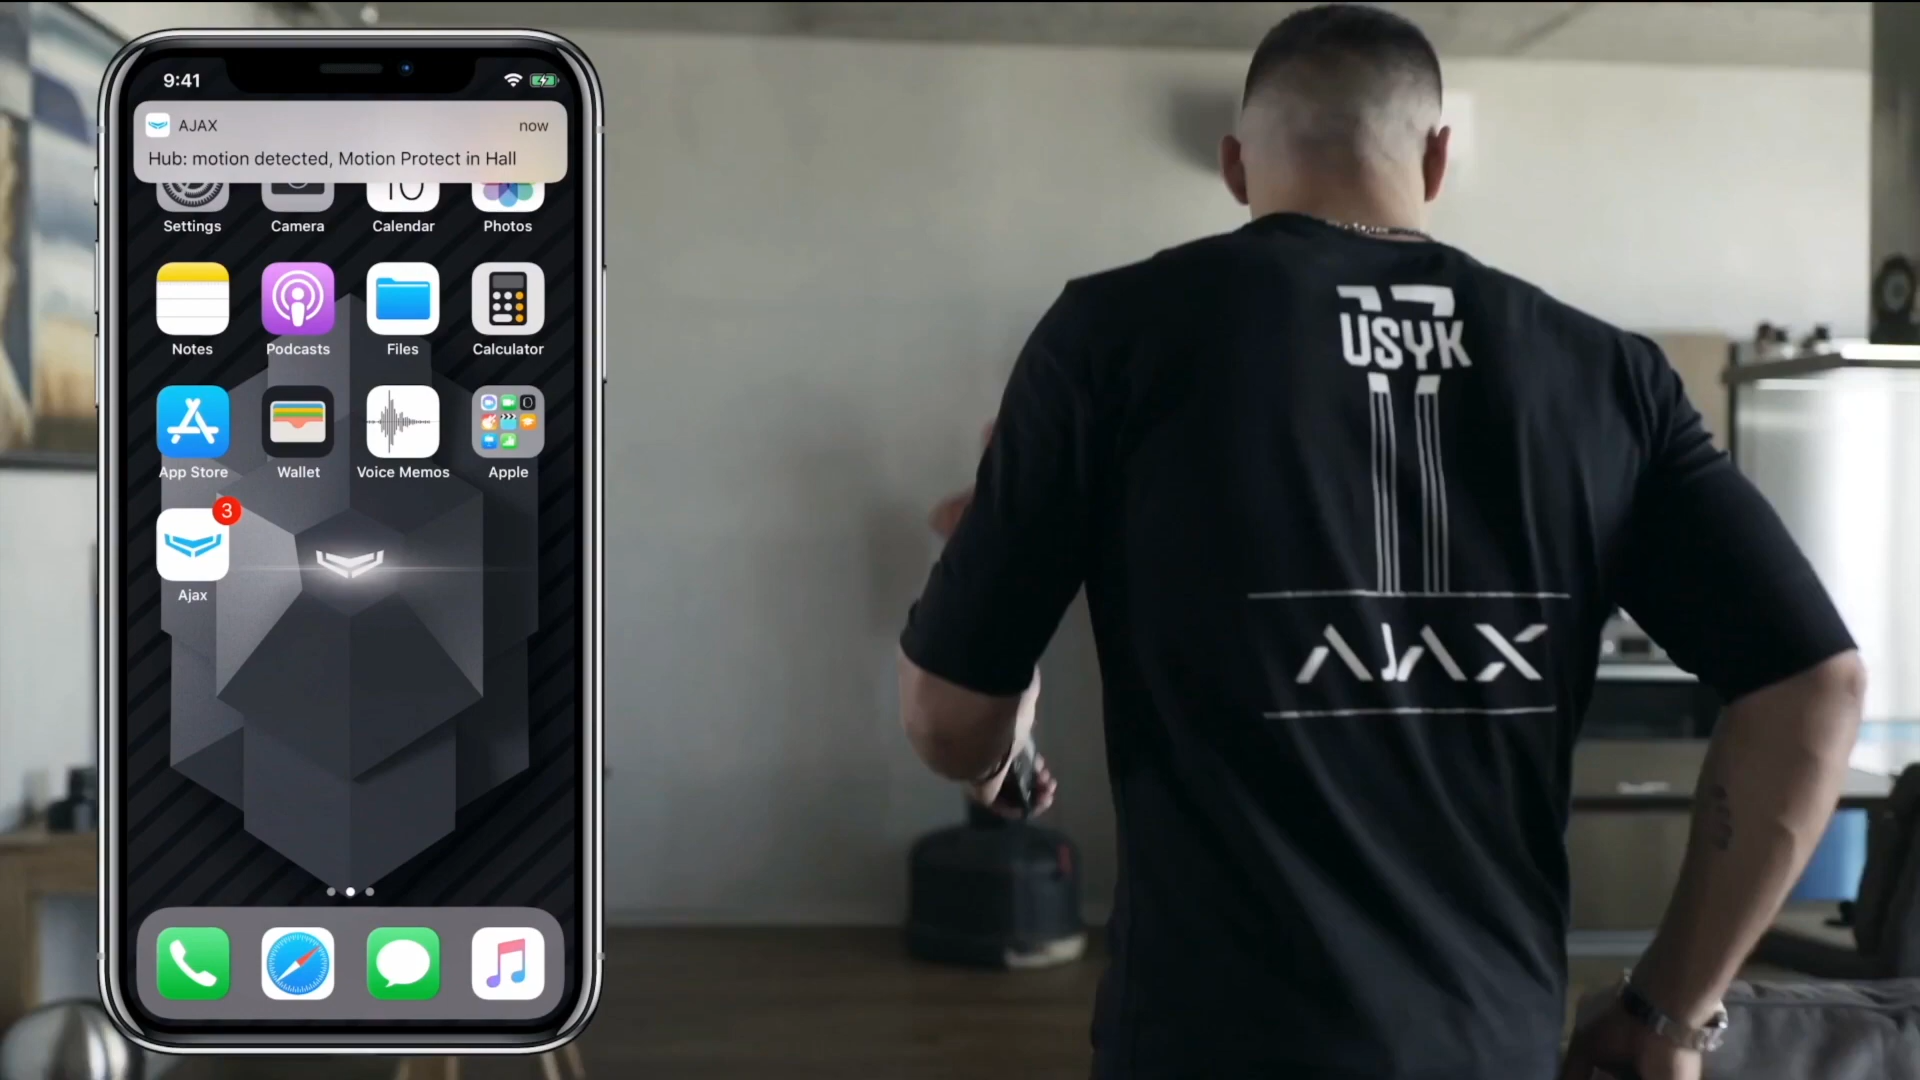 9:41
AJAX
now
Hub: motion detected, Motion Protect in Hall
10
Settings
Camera
Calendar
Photos
Notes
Podcasts
Files
Calculator
App Store
Wallet
Voice Memos
Apple
3
Ajax
USYK
AJAX